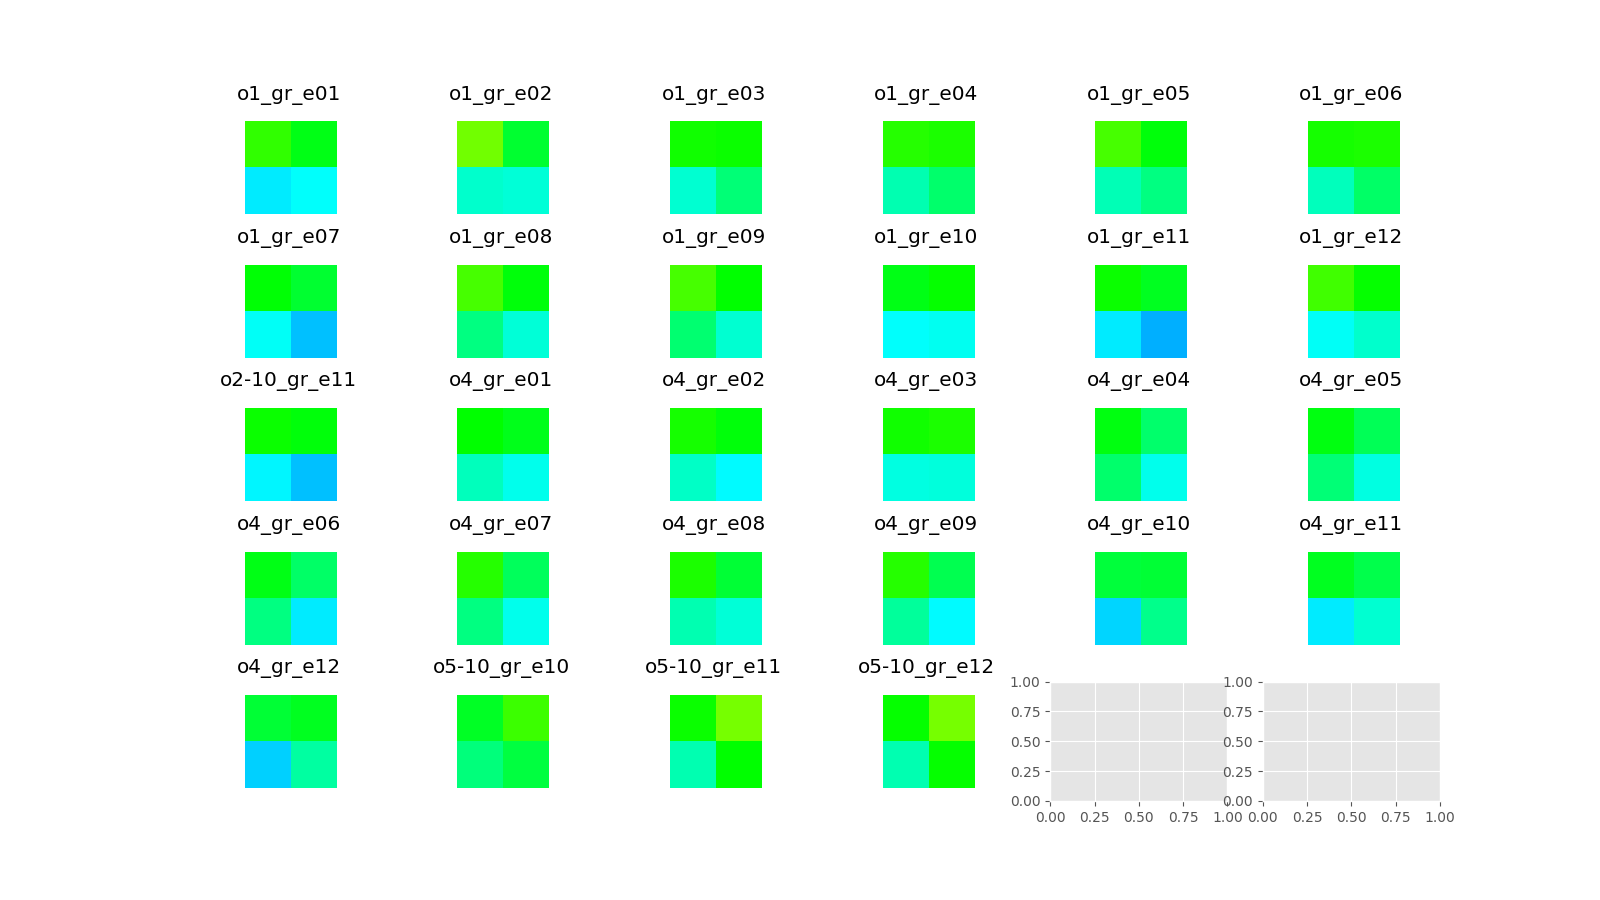 o1_gr_e01 o1_gr_e02 o1_gr_e03 o1_gr_e04 o1_gr_e05 o1_gr_e06
o1_gr_e07 o1_gr_e08 o1_gr_e09 o1_gr_e10 o1_gr_e11 o1_gr_e12
o2-10_gr_e11 o4_gr_e01 o4_gr_e02 o4_gr_e03 o4_gr_e04 o4_gr_e05
o4_gr_e06 o4_gr_e07 o4_gr_e08 o4_gr_e09 o4_gr_e10 o4_gr_e11
o4_gr_e12 o5-10_gr_e10 o5-10_gr_e11 o5-10_gr_e12
1.00 1.00
0.75 0.75
0.50 0.50
0.25 0.25
0.00 0.00
0.00 0.25 0.50 0.75 1.00 0.00 0.25 0.50 0.75 1.00